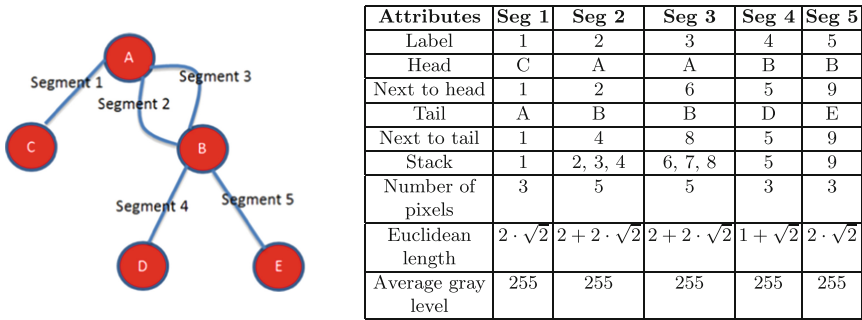 A
Segment 1
Segment 3
Segment 2
C
B
Segment 4
Segment 5
D
E
Attributes Seg 1 Seg 2 Seg 3 Seg 4 Seg 5
Label 1 2 3 4 5
Head C A A B B
Next to head 1 2 6 5 9
Tail A B B D E
Next to tail 1 4 8 5 9
Stack 1 2, 3, 4 6, 7, 8 5 9
Number of 3 5 5 3 3
pixels
Euclidean 2 · √2 2 + 2 · √2 2 + 2 · √2 1 + √2 2 · √2
length
Average gray 255 255 255 255 255
level